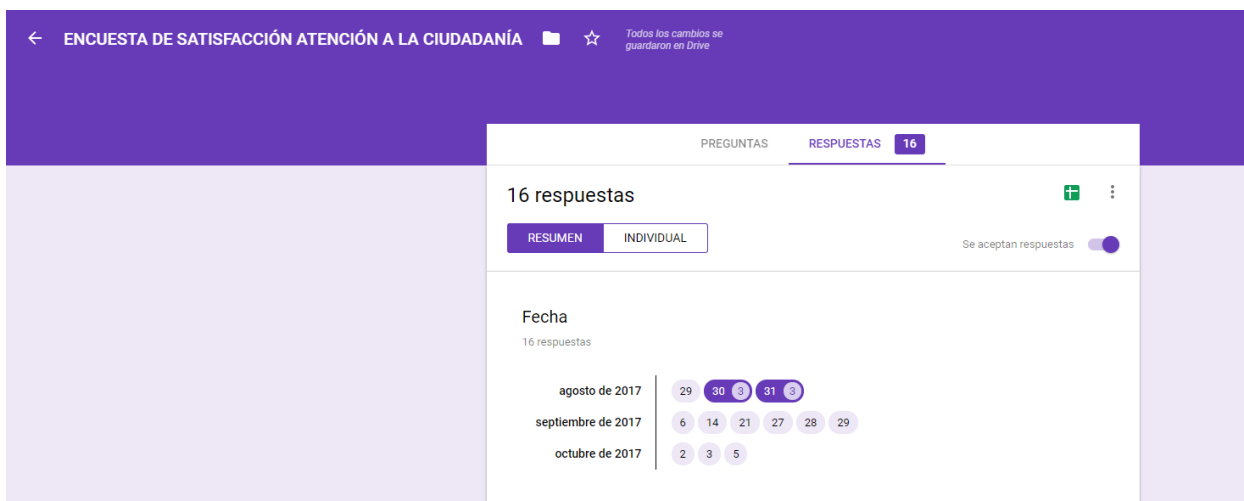 ENCUESTA DE SATISFACCIÓN ATENCIÓN A LA CIUDADANÍA
Todos los cambios se
guardaron en Drive
PREGUNTAS RESPUESTAS 16
16 respuestas
RESUMEN INDIVIDUAL
Se aceptan respuestas
Fecha
16 respuestas
agosto de 2017 29 30 3 31 3
septiembre de 2017 6 14 21 27 28 29
octubre de 2017 2 3 5